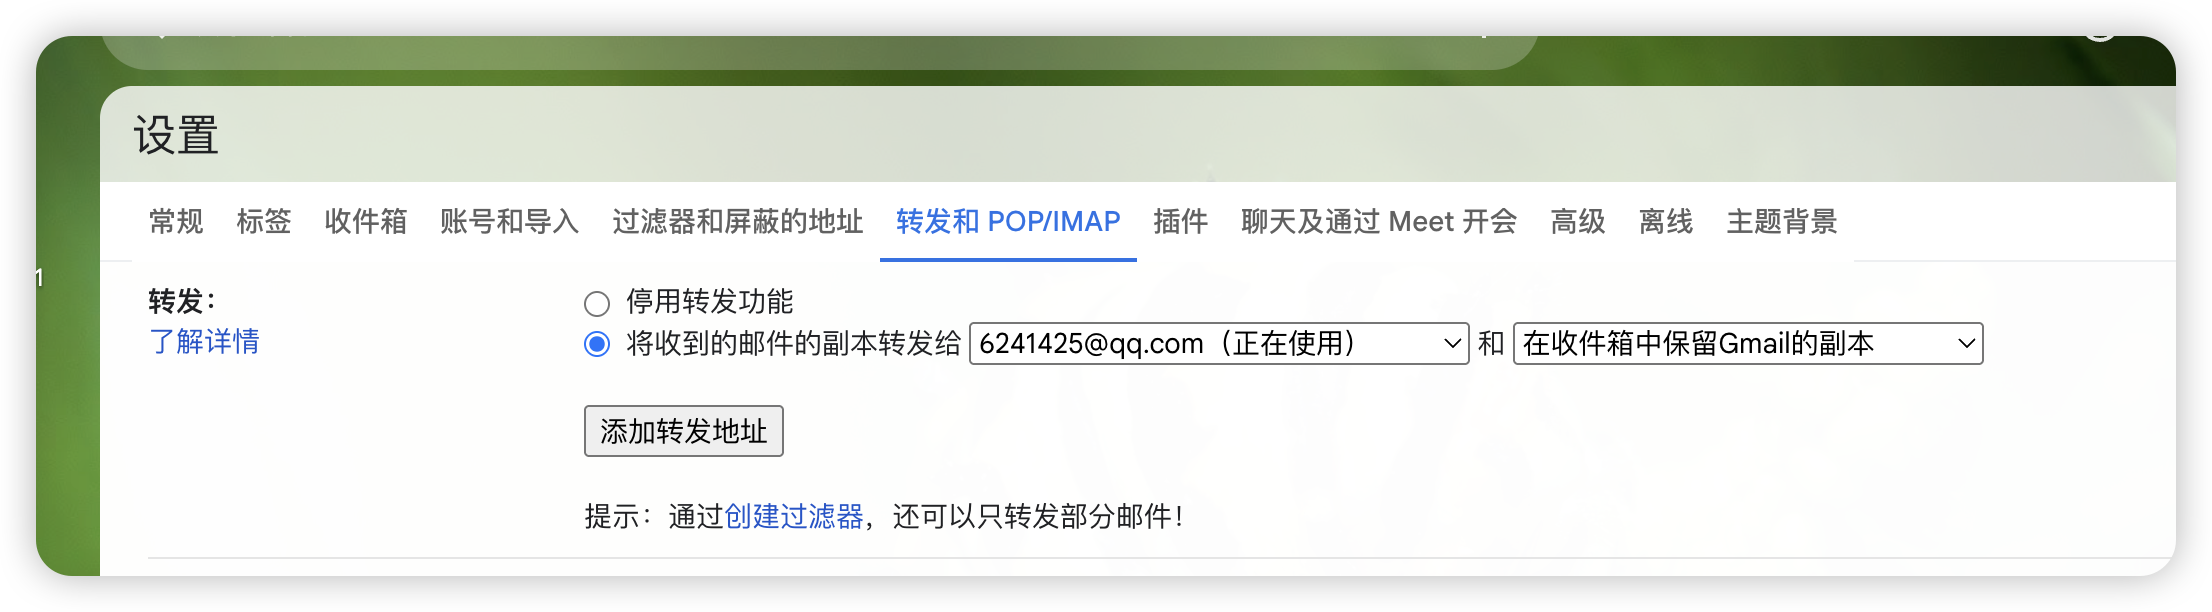 设置
常规 标签 收件箱 账号和导入 过滤器和屏蔽的地址 转发和 POP/IMAP 插件 聊天及通过 Meet 开会 高级 离线 主题背景
1
转发： 停用转发功能
了解详情 将收到的邮件的副本转发给 6241425@qq.com（正在使用） 和 在收件箱中保留Gmail的副本
添加转发地址
提示：通过创建过滤器，还可以只转发部分邮件！